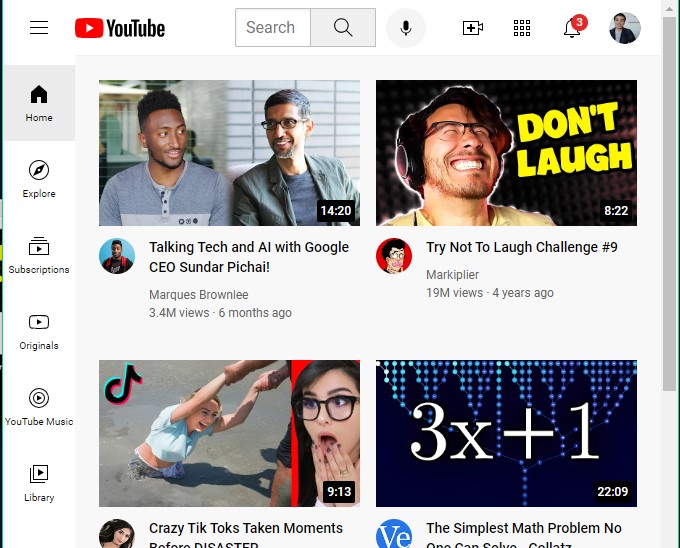 YouTube
Search
3
Home
Explore
Subscriptions
Originals
YouTube Music
Library
14:20
Talking Tech and AI with Google
CEO Sundar Pichai!
Marques Brownlee
3.4M views · 6 months ago
DON'T
LAUGH
8:22
Try Not To Laugh Challenge #9
Markiplier
19M views · 4 years ago
9:13
Crazy Tik Toks Taken Moments
Before DISASTER
3x+1
22:09
Ve
The Simplest Math Problem No
One Can Solve - Collatz